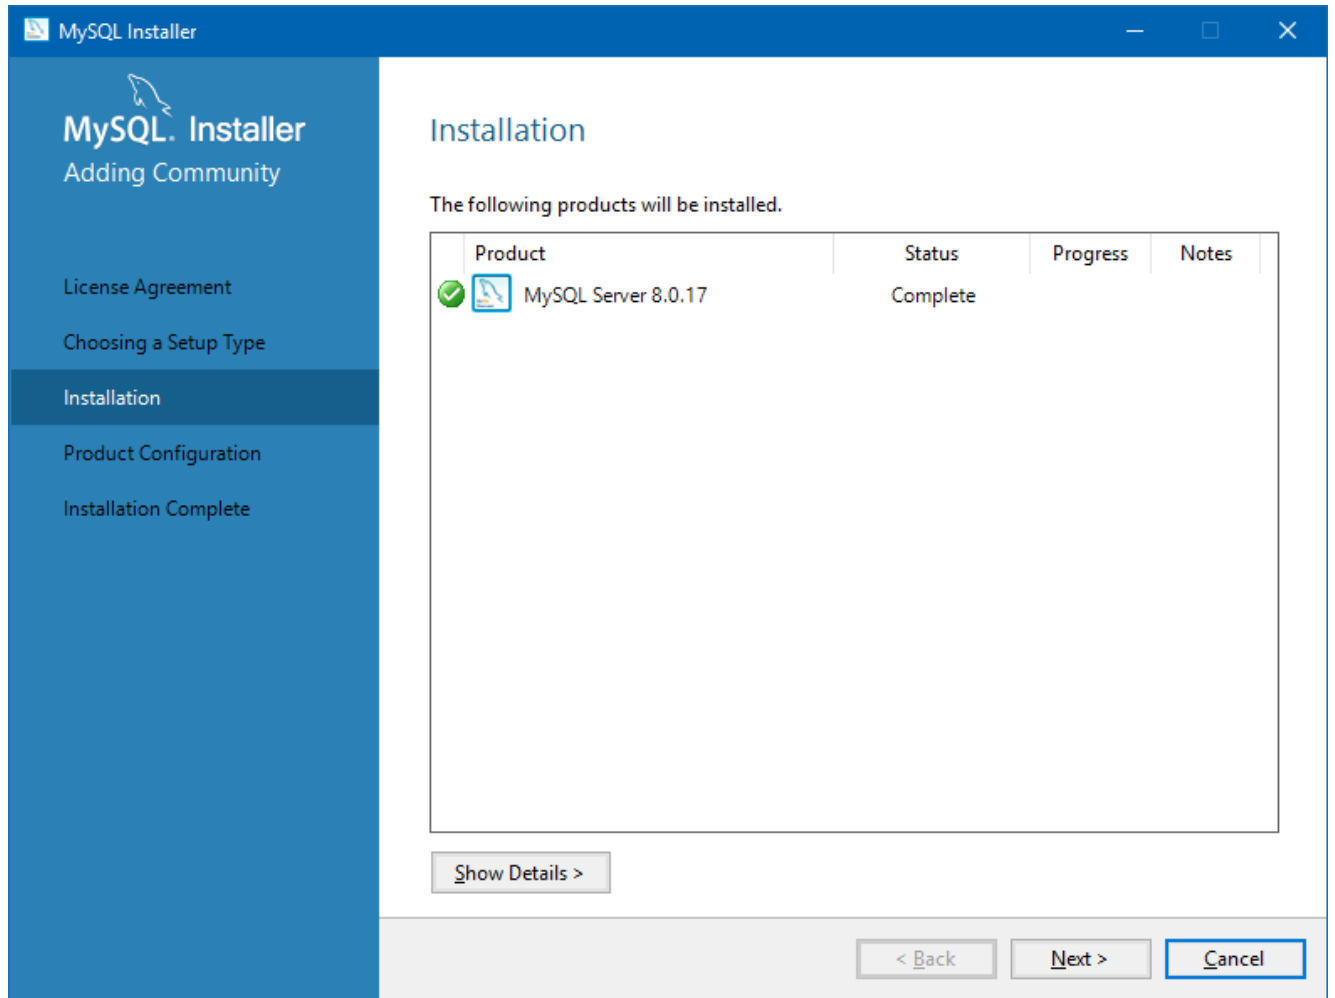 MySQL Installer
MySQL. Installer
Adding Community
License Agreement
Choosing a Setup Type
Installation
Product Configuration
Installation Complete
Installation
The following products will be installed.
Product Status Progress Notes
MySQL Server 8.0.17 Complete
Show Details >
< Back Next > Cancel